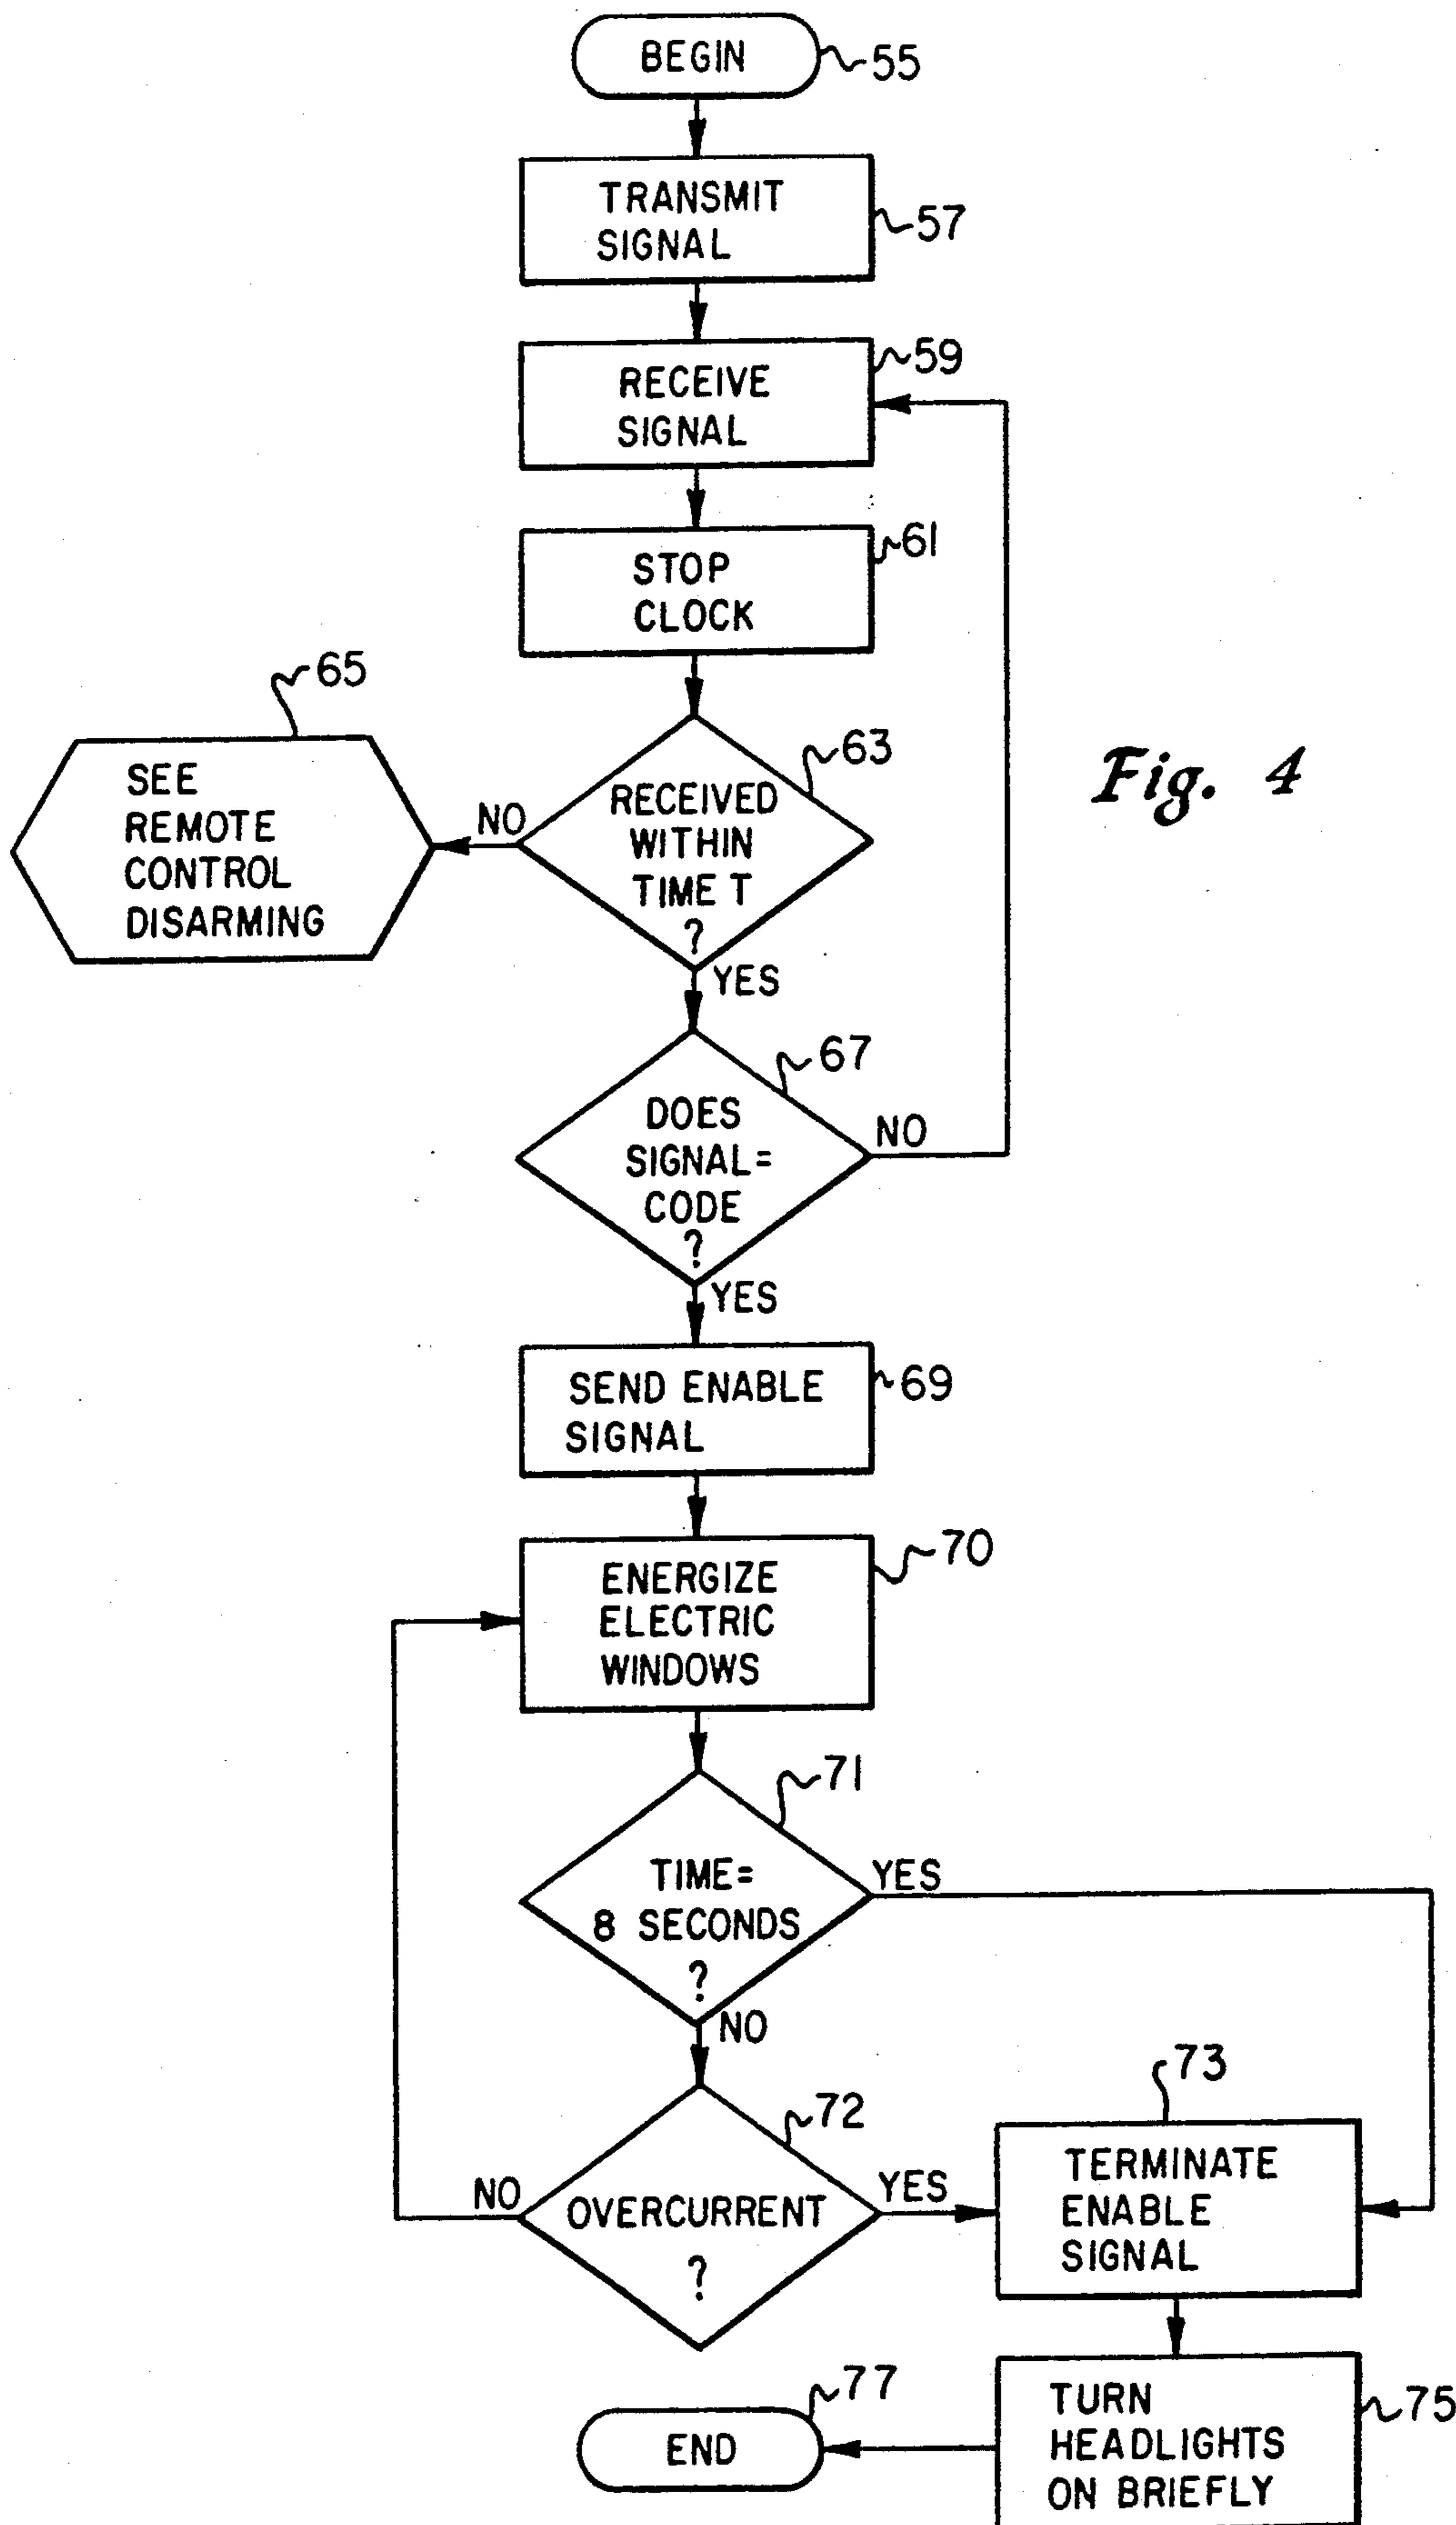 BEGIN
55
TRANSMIT
SIGNAL
57
RECEIVE
SIGNAL
59
STOP
CLOCK
61
65
SEE
REMOTE
CONTROL
DISARMING
NO
63
RECEIVED
WITHIN
TIME T
?
YES
Fig. 4
67
DOES
SIGNAL=
CODE
?
NO
YES
SEND ENABLE
SIGNAL
69
ENERGIZE
ELECTRIC
WINDOWS
70
71
TIME=
8 SECONDS
?
YES
NO
72
OVERCURRENT
?
NO
YES
73
TERMINATE
ENABLE
SIGNAL
TURN
HEADLIGHTS
ON BRIEFLY
75
77
END